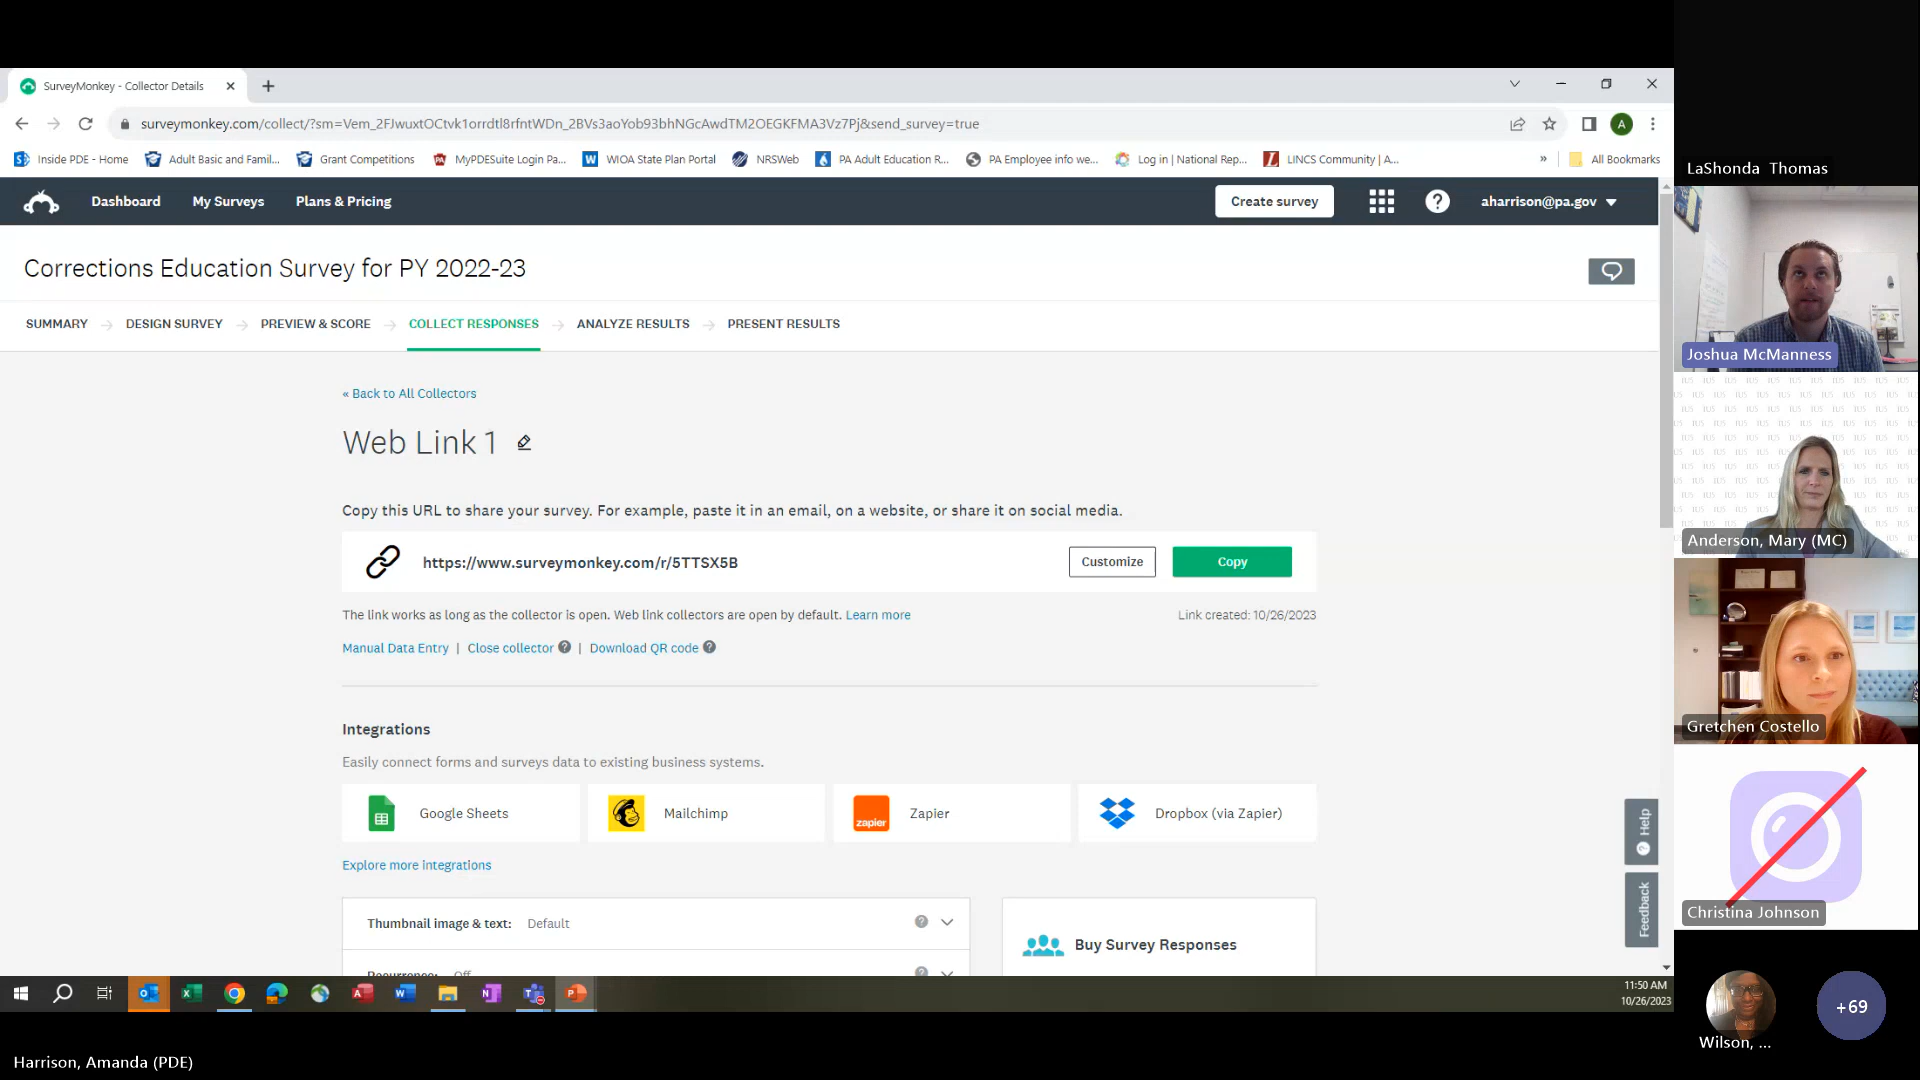 SurveyMonkey - Collector Details
surveymonkey.com/collect/?sm=Vem_2FJwuxtOCtvk1orrdtl8rfntWDn_2BVs3aoYob93bhNGcAwdTM2OEGKFMA3Vz7Pj&send_survey=true
A
Inside PDE - Home
Adult Basic and Famil...
Grant Competitions
MyPDESuite Login Pa...
WIOA State Plan Portal
NRSWeb
PA Adult Education R...
PA Employee info we...
Log in | National Rep...
LINCS Community | A...
»
All Bookmarks
Dashboard
My Surveys
Plans & Pricing
Create survey
?
aharrison@pa.gov
Corrections Education Survey for PY 2022-23
SUMMARY
DESIGN SURVEY
PREVIEW & SCORE
COLLECT RESPONSES
ANALYZE RESULTS
PRESENT RESULTS
« Back to All Collectors
Web Link 1
Copy this URL to share your survey. For example, paste it in an email, on a website, or share it on social media.
https://www.surveymonkey.com/r/5TTSX5B
Customize
Copy
The link works as long as the collector is open. Web link collectors are open by default. Learn more
Link created: 10/26/2023
Manual Data Entry | Close collector ? | Download QR code ?
Integrations
Easily connect forms and surveys data to existing business systems.
Google Sheets
Mailchimp
zapier
Zapier
Dropbox (via Zapier)
Explore more integrations
Thumbnail image & text: Default
Recurrence: Off
Buy Survey Responses
Help
Feedback
11:50 AM
10/26/2023
Harrison, Amanda (PDE)
LaShonda Thomas
Joshua McManness
Anderson, Mary (MC)
Gretchen Costello
Christina Johnson
Wilson, ...
+69